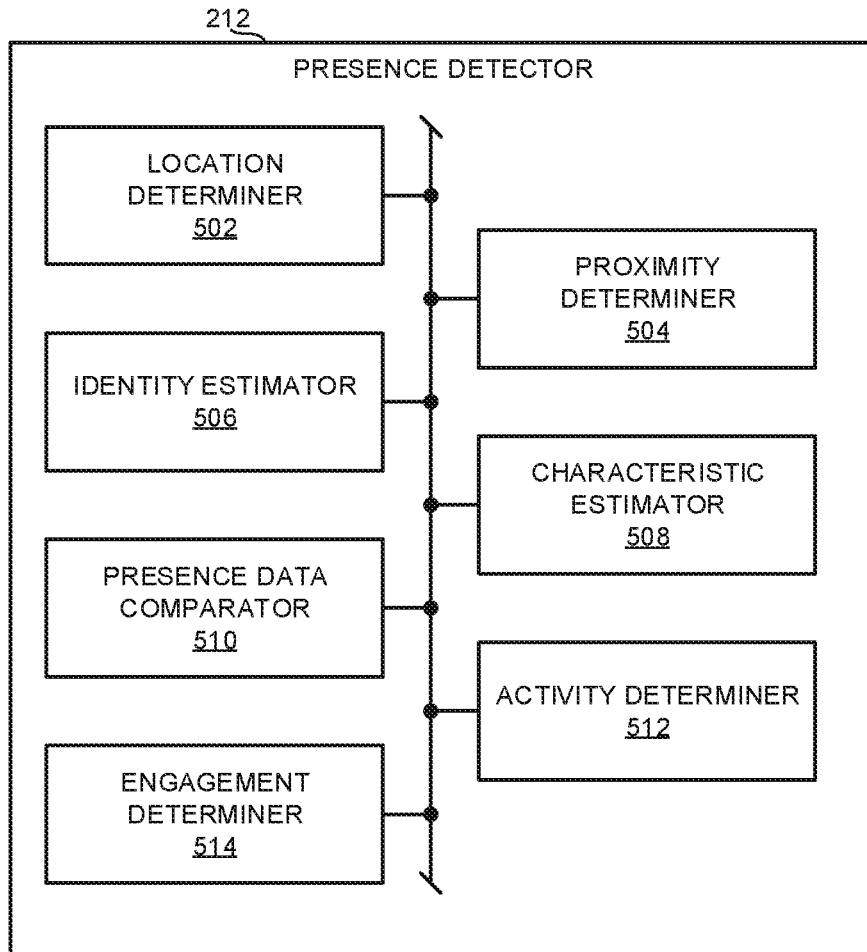 212
PRESENCE DETECTOR
LOCATION
DETERMINER
502
PROXIMITY
DETERMINER
504
IDENTITY ESTIMATOR
506
CHARACTERISTIC
ESTIMATOR
508
PRESENCE DATA
COMPARATOR
510
ACTIVITY DETERMINER
512
ENGAGEMENT
DETERMINER
514